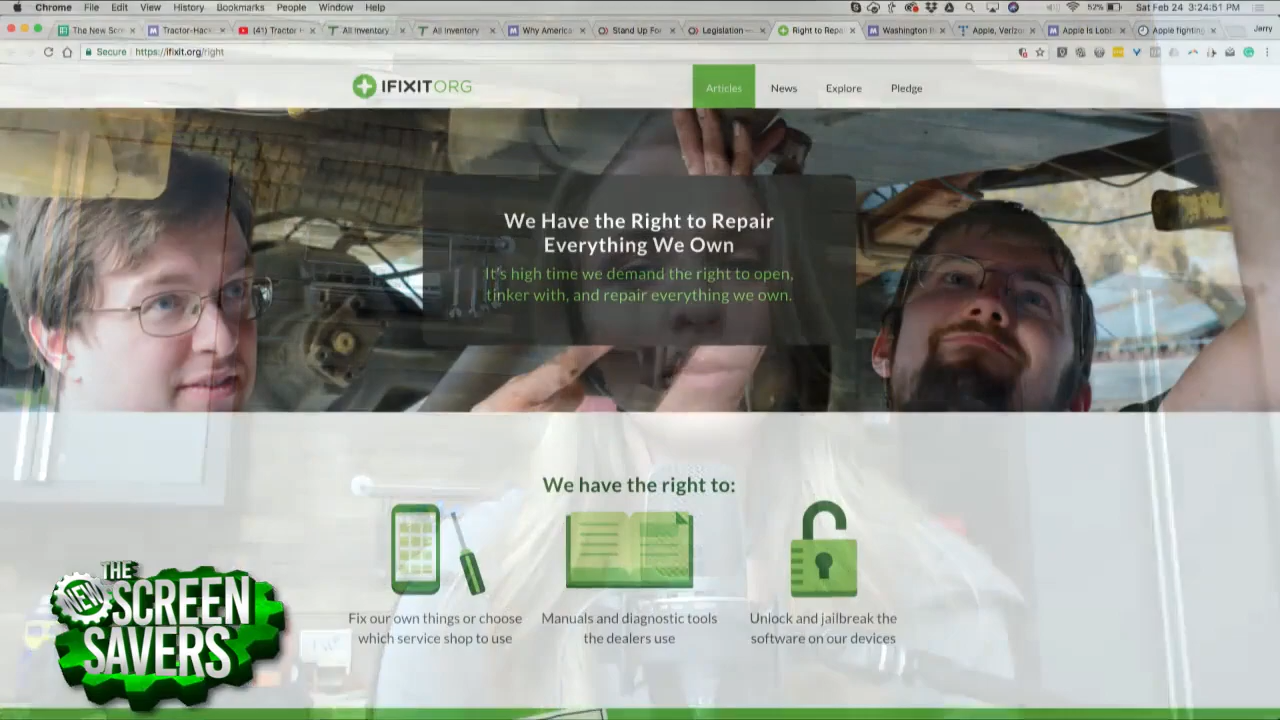 Chrome File Edit View History Bookmarks People Window Help
52% Sat Feb 24 3:24:51 PM
The New Scre
Tractor-Hack
(41) Tractor H
All Inventory
All Inventory
Why America
Stand Up For
Legislation —
Right to Repa
Washington B
Apple, Verizo
Apple Is Lobb
Apple fighting
Jerry
Secure https://ifixit.org/right
IFIXITORG
Articles News Explore Pledge
We Have the Right to Repair
Everything We Own
It's high time we demand the right to open,
tinker with, and repair everything we own.
We have the right to:
Fix our own things or choose
which service shop to use
Manuals and diagnostic tools
the dealers use
Unlock and jailbreak the
software on our devices
THE
NEW
SCREEN
SAVERS